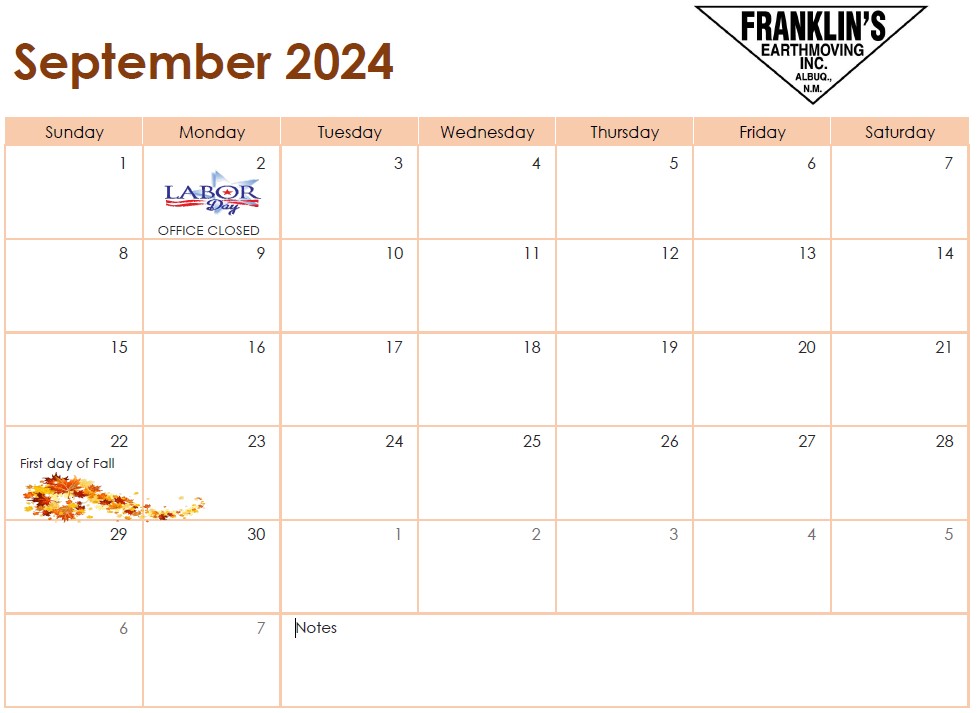 September 2024
FRANKLIN'S
EARTHMOVING
INC.
ALBUQ.,
N.M.
Sunday Monday Tuesday Wednesday Thursday Friday Saturday
1 2 3 4 5 6 7
LABOR
Day
OFFICE CLOSED
8 9 10 11 12 13 14
15 16 17 18 19 20 21
22 23 24 25 26 27 28
First day of Fall
29 30 1 2 3 4 5
6 7 Notes